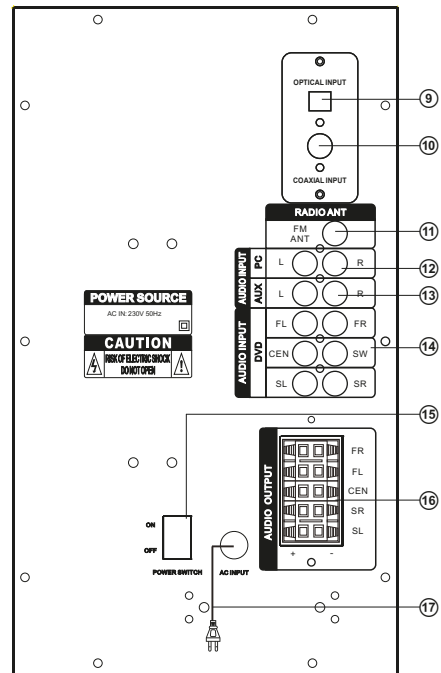 OPTICAL INPUT
9
10
COAXIAL INPUT
RADIO ANT
FM ANT
11
AUDIO INPUT
PC
L
R
12
AUX
L
R
13
POWER SOURCE
AC IN: 230V 50Hz
CAUTION
RISK OF ELECTRIC SHOCK
DO NOT OPEN
AUDIO INPUT
DVD
FL
FR
14
CEN
SW
SL
SR
15
AUDIO OUTPUT
FR
FL
CEN
16
SR
SL
+ -
ON
OFF
POWER SWITCH
AC INPUT
17